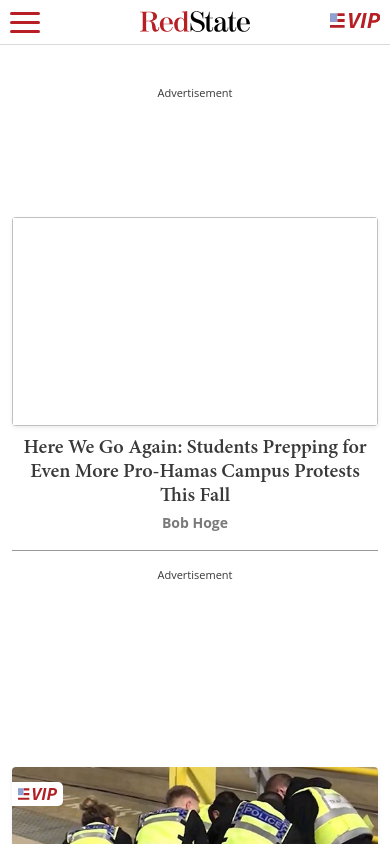 RedState
VIP
Advertisement
Here We Go Again: Students Prepping for
Even More Pro-Hamas Campus Protests
This Fall
Bob Hoge
Advertisement
VIP
POLICE